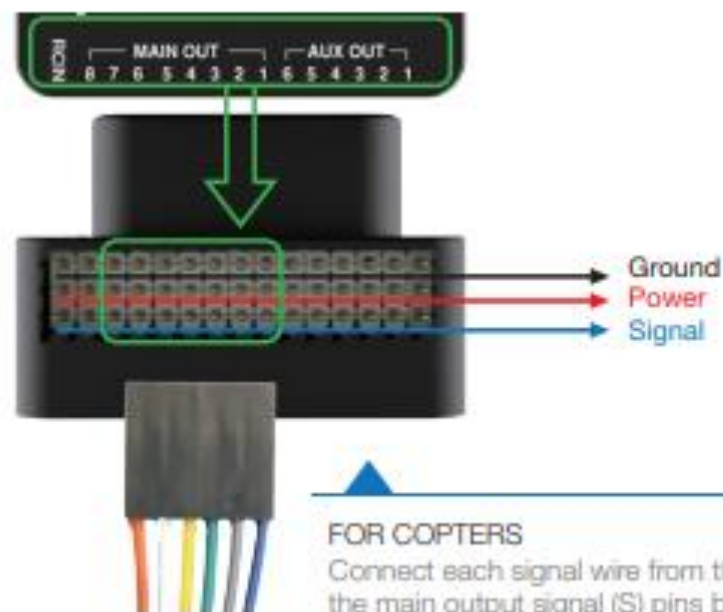 RCIN
MAIN OUT
AUX OUT
8 7 6 5 4 3 2 1 6 5 4 3 2 1
Ground
Power
Signal
FOR COPTERS
Connect each signal wire from
the main output signal (S) pins